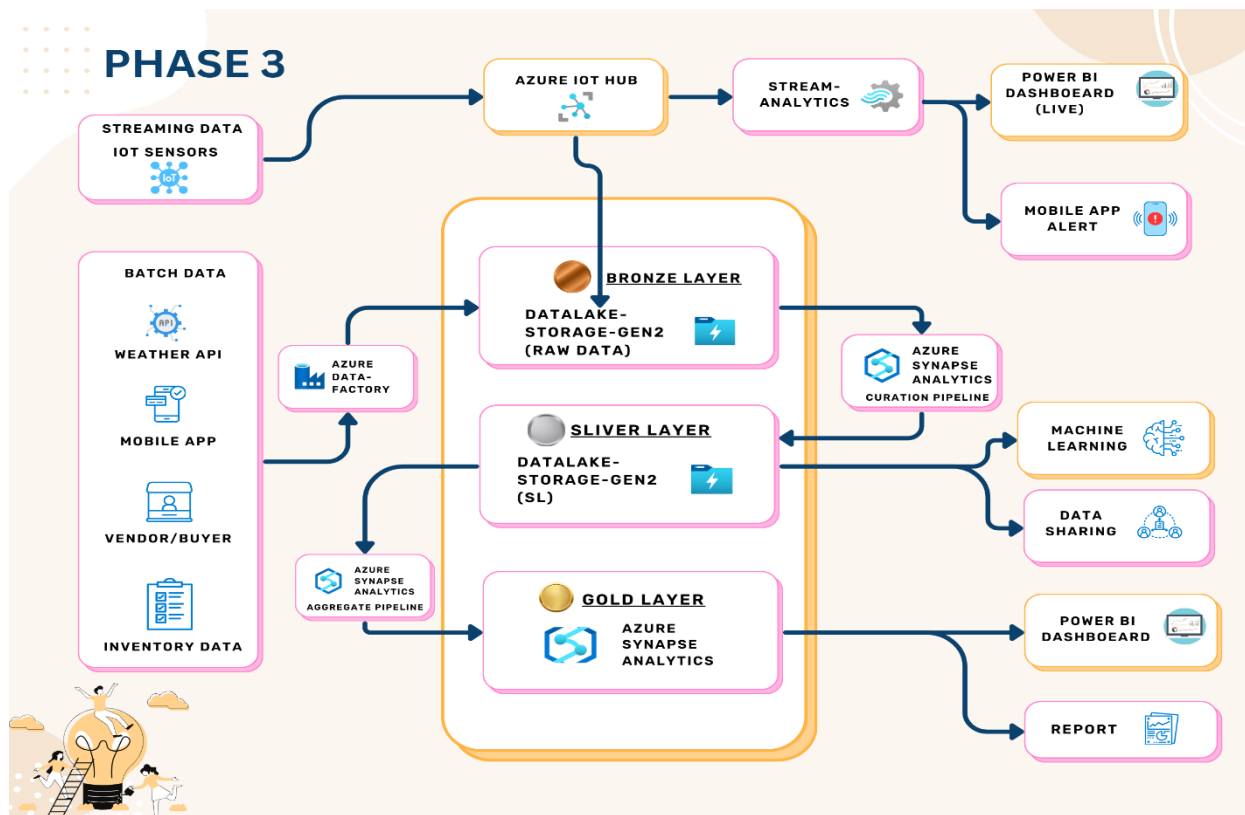 PHASE 3
STREAMING DATA
IOT SENSORS
IoT
AZURE IOT HUB
STREAM-
ANALYTICS
POWER BI
DASHBOEARD
(LIVE)
MOBILE APP
ALERT
BATCH DATA
API
WEATHER API
MOBILE APP
VENDOR/BUYER
INVENTORY DATA
AZURE
DATA-
FACTORY
BRONZE LAYER
DATALAKE-
STORAGE-GEN2
(RAW DATA)
AZURE
SYNAPSE
ANALYTICS
CURATION PIPELINE
SLIVER LAYER
DATALAKE-
STORAGE-GEN2
(SL)
MACHINE
LEARNING
DATA
SHARING
AZURE
SYNAPSE
ANALYTICS
AGGREGATE PIPELINE
GOLD LAYER
AZURE
SYNAPSE
ANALYTICS
POWER BI
DASHBOEARD
REPORT